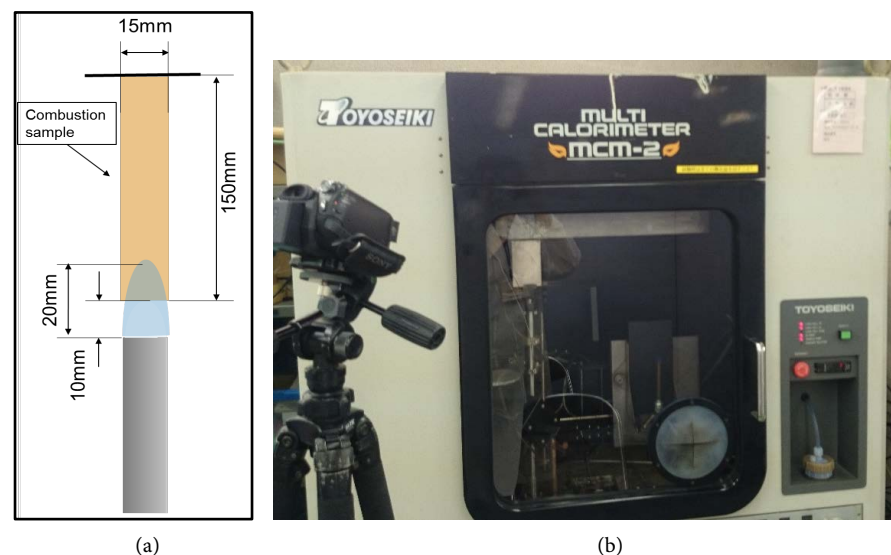 15mm
Combustion
sample
150mm
20mm
10mm
(a)
TOYOSEIKI
MULTI
CALORIMETER
MCM-2
SONY
TOYOSEIKI
(b)